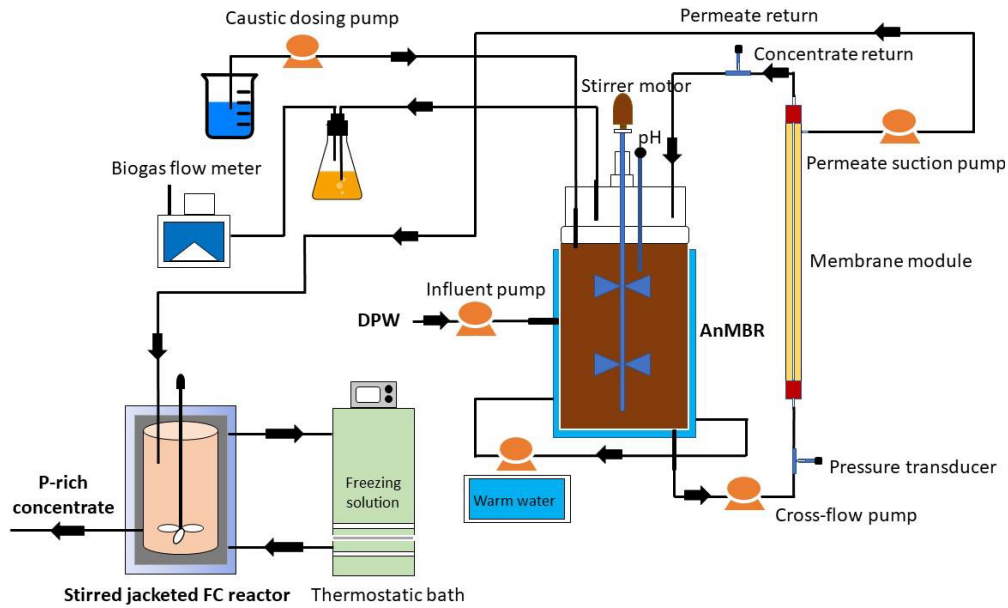 Permeate return
Caustic dosing pump
Concentrate return
Stirrer motor
pH
Permeate suction pump
Biogas flow meter
Membrane module
Influent pump
DPW
AnMBR
Freezing
solution
P-rich
concentrate
Warm water
Pressure transducer
Cross-flow pump
Stirred jacketed FC reactor
Thermostatic bath